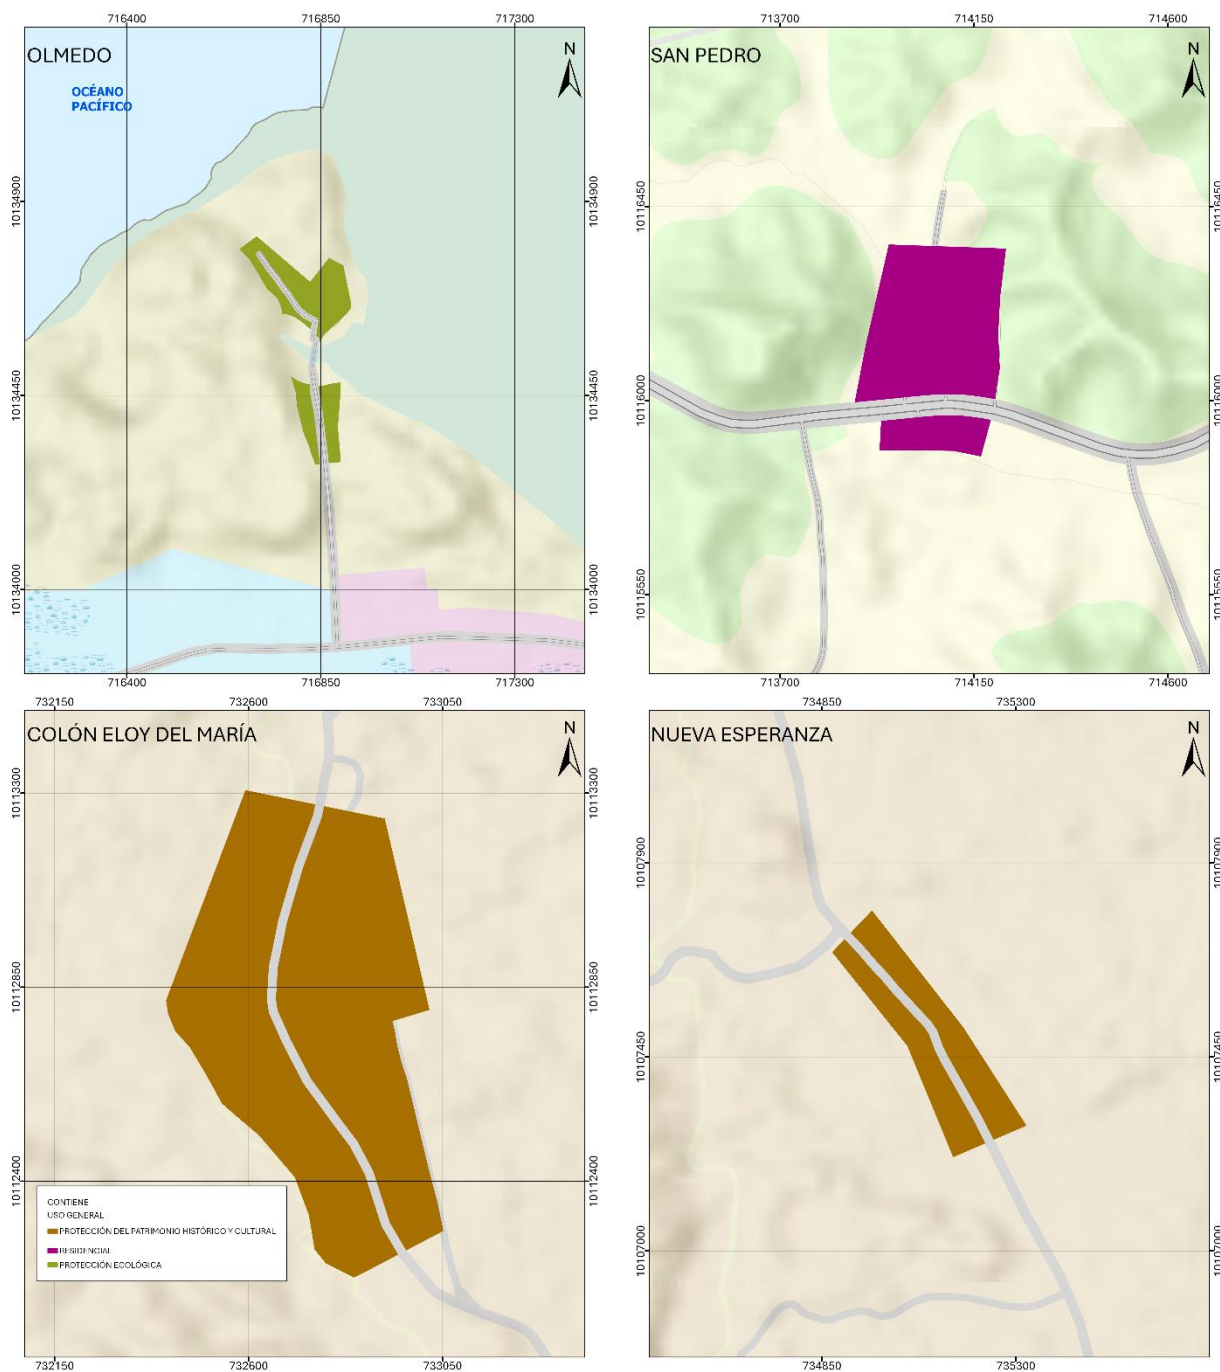 716400 716850 717300
713700 714150 714600
OLMEDO
N
OCÉANO
PACÍFICO
10134900
10134900
10134450
10134450
10134000
10134000
716400 716850 717300
SAN PEDRO
N
10116450
10116450
10116000
10116000
10115550
10115550
713700 714150 714600
732150 732600 733050
COLÓN ELOY DEL MARÍA
N
10113300
10113300
10112850
10112850
10112400
10112400
CONTIENE
USO GENERAL
PROTECCIÓN DEL PATRIMONIO HISTÓRICO Y CULTURAL
RESIDENCIAL
PROTECCIÓN ECOLÓGICA
732150 732600 733050
734850 735300
NUEVA ESPERANZA
N
10107900
10107900
10107450
10107450
10107000
10107000
734850 735300